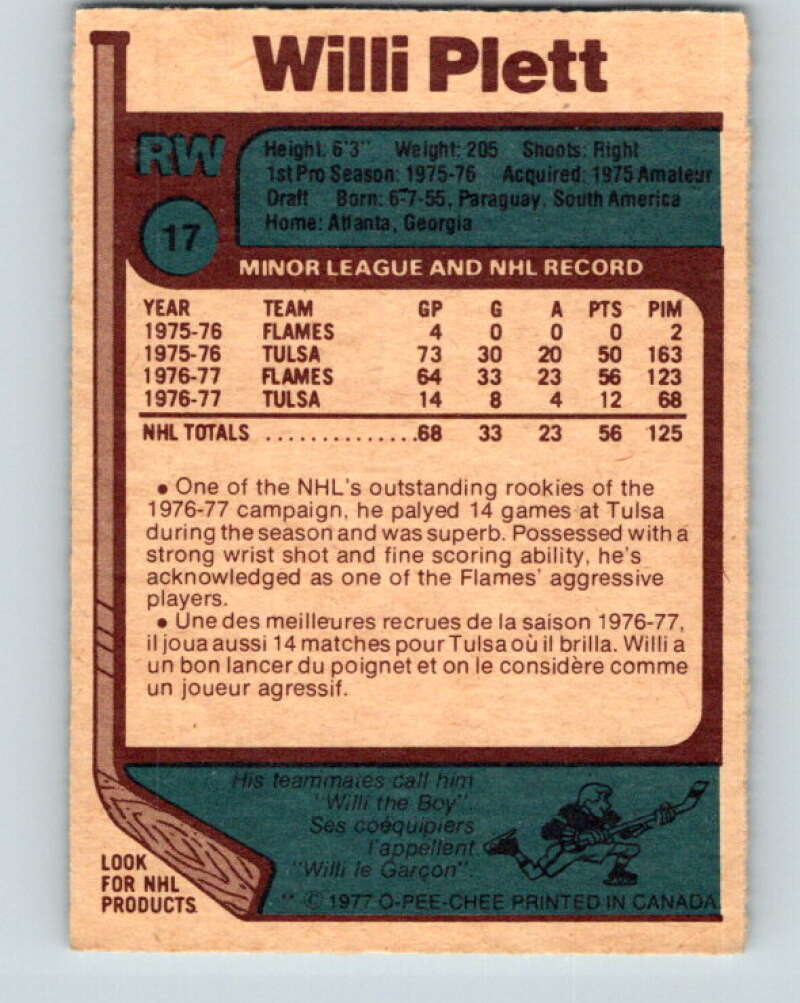 Willi Plett
RW
Height: 6'3" Weight: 205 Shoots: Right
1st Pro Season: 1975-76 Acquired: 1975 Amateur
Draft Born: 6-7-55, Paraguay, South America
Home: Atlanta, Georgia
17
MINOR LEAGUE AND NHL RECORD
YEAR TEAM GP G A PTS PIM
1975-76 FLAMES 4 0 0 0 2
1975-76 TULSA 73 30 20 50 163
1976-77 FLAMES 64 33 23 56 123
1976-77 TULSA 14 8 4 12 68
NHL TOTALS ..............68 33 23 56 125
• One of the NHL's outstanding rookies of the
1976-77 campaign, he palyed 14 games at Tulsa
during the season and was superb. Possessed with a
strong wrist shot and fine scoring ability, he's
acknowledged as one of the Flames' aggressive
players.
• Une des meilleures recrues de la saison 1976-77,
il joua aussi 14 matches pour Tulsa où il brilla. Willi a
un bon lancer du poignet et on le considère comme
un joueur agressif.
His teammates call him
"Willi the Boy".
Ses coéquipiers
l'appellent
"Willi le Garçon".
LOOK
FOR NHL
PRODUCTS
© 1977 O-PEE-CHEE PRINTED IN CANADA